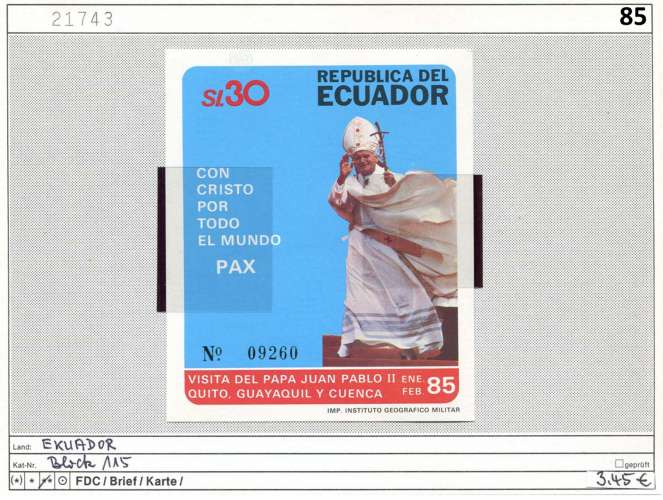 21743
85
S/.30
REPUBLICA DEL
ECUADOR
CON
CRISTO
POR
TODO
EL MUNDO
PAX
Nº 09260
VISITA DEL PAPA JUAN PABLO II ENE
QUITO, GUAYAQUIL Y CUENCA FEB 85
IMP. INSTITUTO GEOGRAFICO MILITAR
Land: EKUADOR
Kat-Nr. Block 115
geprüft
(*) * ⊙ FDC / Brief / Karte /
3.45 €